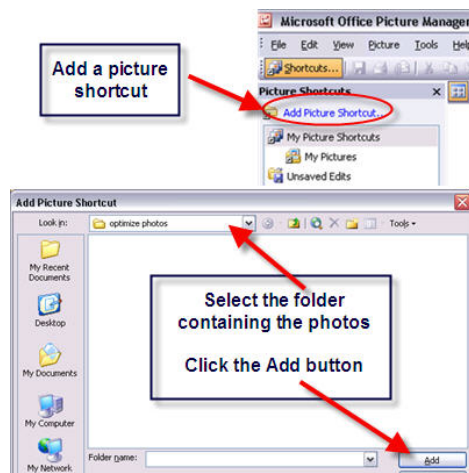 Microsoft Office Picture Manager
File Edit View Picture Tools Help
Shortcuts...
Picture Shortcuts
Add a picture
shortcut
Add Picture Shortcut...
My Picture Shortcuts
My Pictures
Unsaved Edits
Add Picture Shortcut
Look in: optimize photos Tools
My Recent
Documents
Desktop
Select the folder
containing the photos
Click the Add button
My Documents
My Computer
My Network
Folder name:
Add